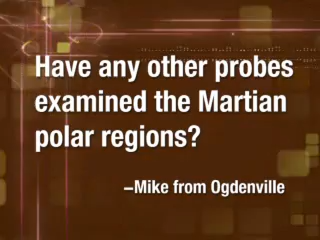 Have any other probes
examined the Martian
polar regions?
–Mike from Ogdenville